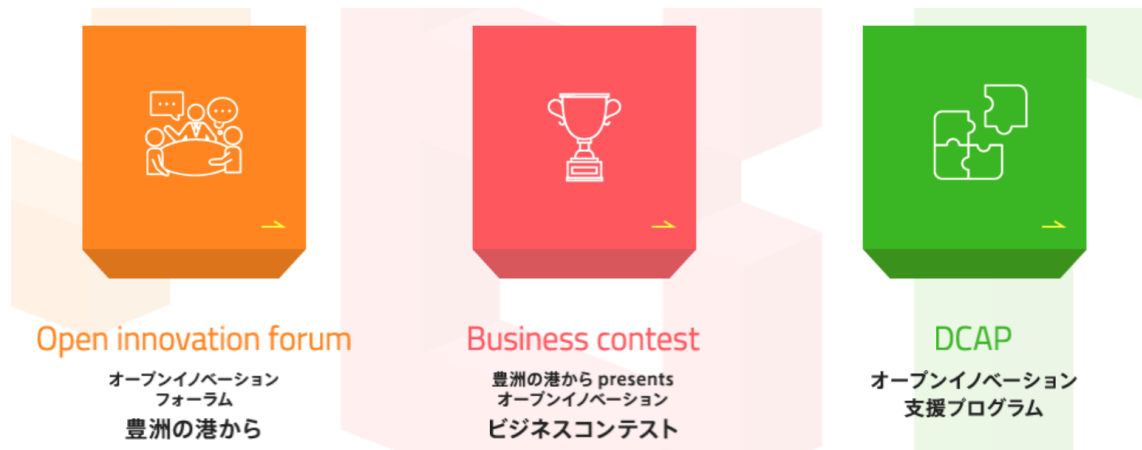 Open innovation forum
オープンイノベーション
フォーラム
豊洲の港から
Business contest
豊洲の港から presents
オープンイノベーション
ビジネスコンテスト
DCAP
オープンイノベーション
支援プログラム